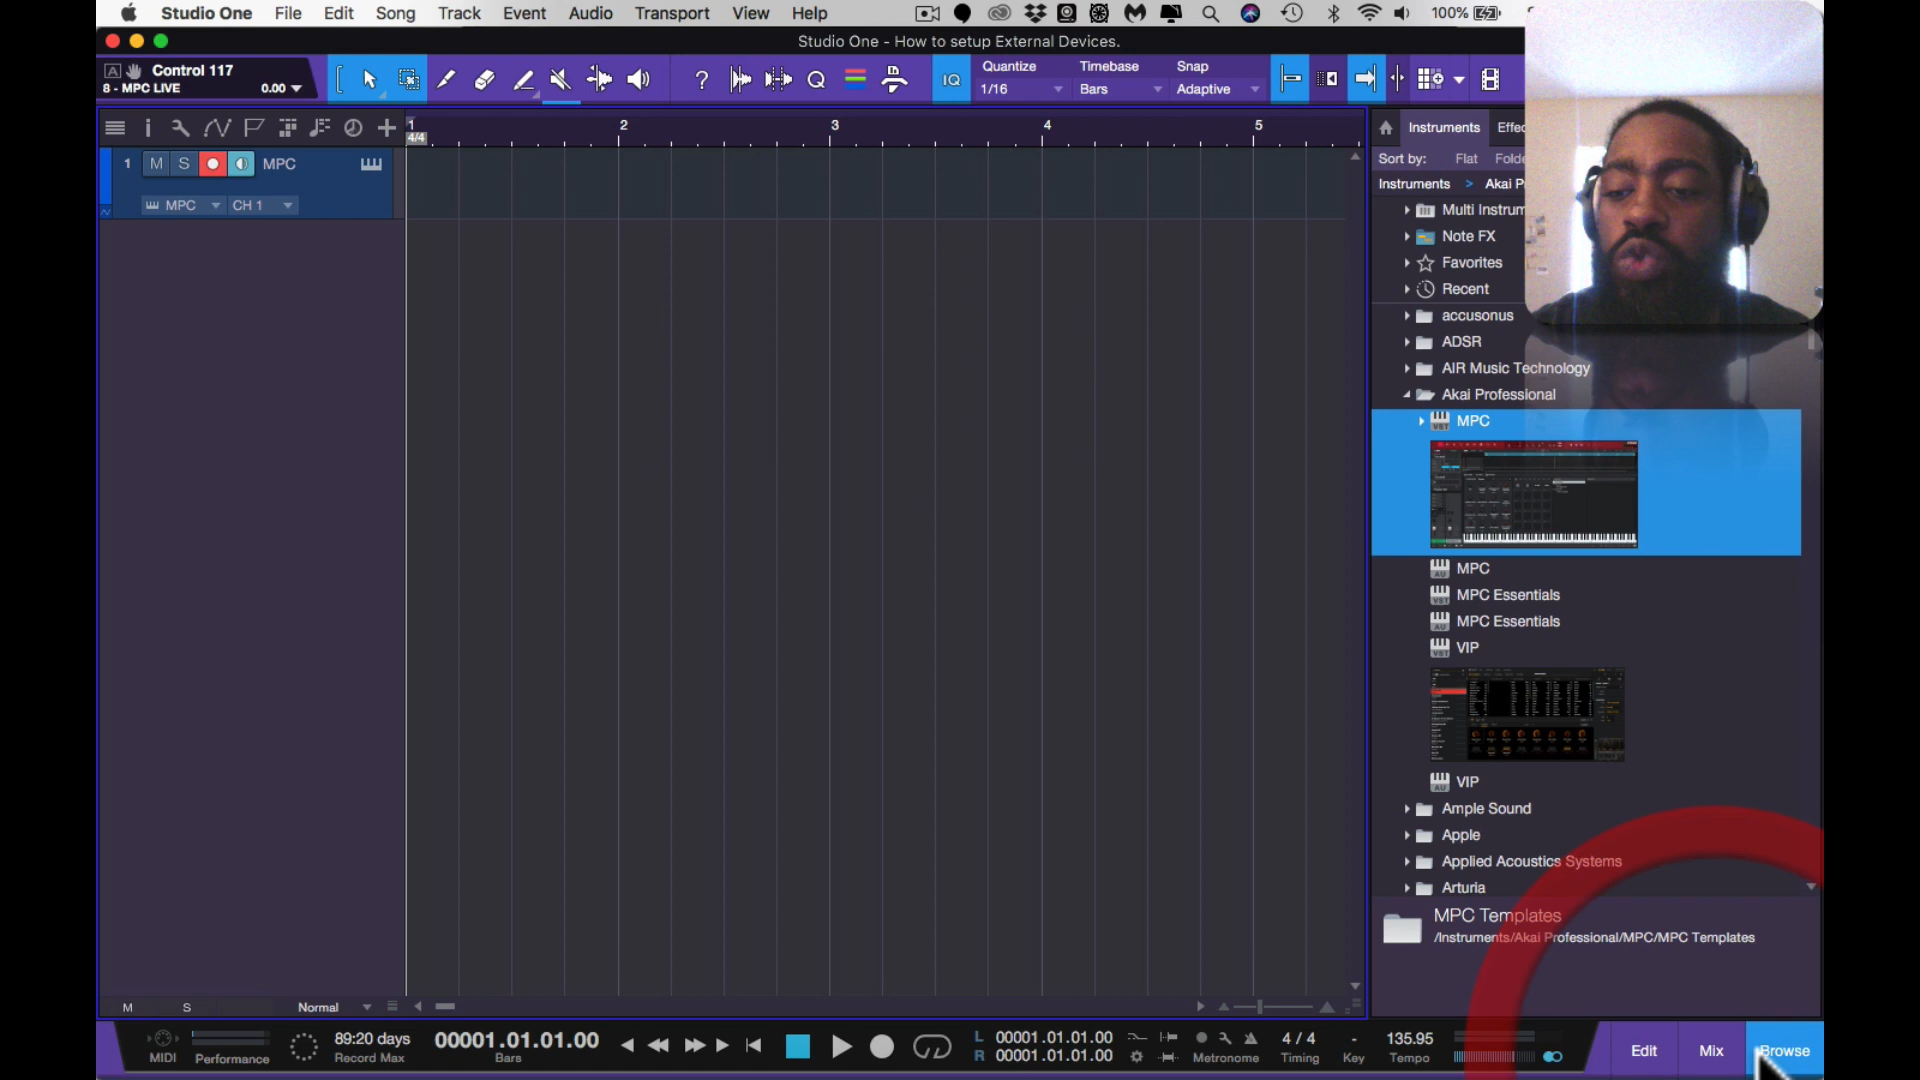 Studio One File Edit Song Track Event Audio Transport View Help 100%
Studio One - How to setup External Devices.
Control 117
8 - MPC LIVE 0.00
IQ
Quantize Timebase Snap
1/16 Bars Adaptive
1 2 3 4 5
4/4
1 M S MPC
MPC CH 1
Instruments
Sort by: Flat
Instruments >
Note FX
Favorites
Recent
accusonus
ADSR
AIR Music Technology
Akai Professional
MPC
MPC
MPC Essentials
MPC Essentials
VIP
VIP
Ample Sound
Apple
Applied Acoustics Systems
Arturia
MPC Templates
/Instruments/Akai Professional/MPC/MPC Templates
M S Normal
MIDI Performance
89:20 days
Record Max
00001.01.01.00
Bars
L 00001.01.01.00
R 00001.01.01.00
Metronome
4 / 4
Timing
-
Key
135.95
Tempo
Edit Mix Browse